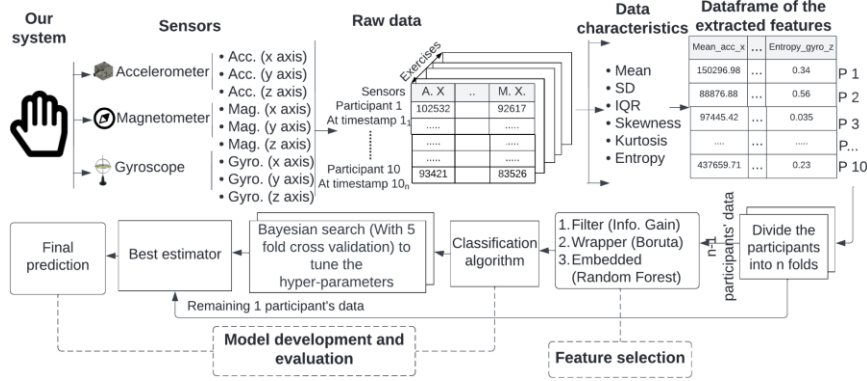 Our
system
Sensors
Raw data
Data
characteristics
Dataframe of the
extracted features
Accelerometer
Magnetometer
Gyroscope
• Acc. (x axis)
• Acc. (y axis)
• Acc. (z axis)
• Mag. (x axis)
• Mag. (y axis)
• Mag. (z axis)
• Gyro. (x axis)
• Gyro. (y axis)
• Gyro. (z axis)
Exercises
Sensors A. X .. M. X.
Participant 1
At timestamp 1₁
102532 92617
..... .....
..... .....
..... .....
Participant 10
At timestamp 10ₙ
93421 83526
• Mean
• SD
• IQR
• Skewness
• Kurtosis
• Entropy
Mean_acc_x ... Entropy_gyro_z
150296.98 ... 0.34 P 1
88876.88 ... 0.56 P 2
97445.42 ... 0.035 P 3
.... ... ..... P...
437659.71 ... 0.23 P 10
Final
prediction
Best estimator
Bayesian search (With 5
fold cross validation) to
tune the
hyper-parameters
Classification
algorithm
1. Filter (Info. Gain)
2. Wrapper (Boruta)
3. Embedded
(Random Forest)
n-1
participants' data
Divide the
participants
into n folds
Remaining 1 participant's data
Model development and
evaluation
Feature selection